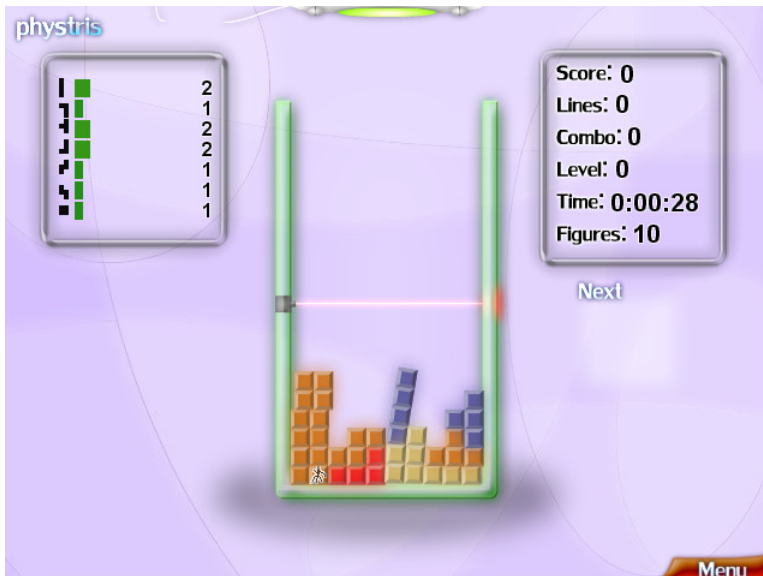 phystris
2
1
2
2
1
1
1
Score: 0
Lines: 0
Combo: 0
Level: 0
Time: 0:00:28
Figures: 10
Next
Menu